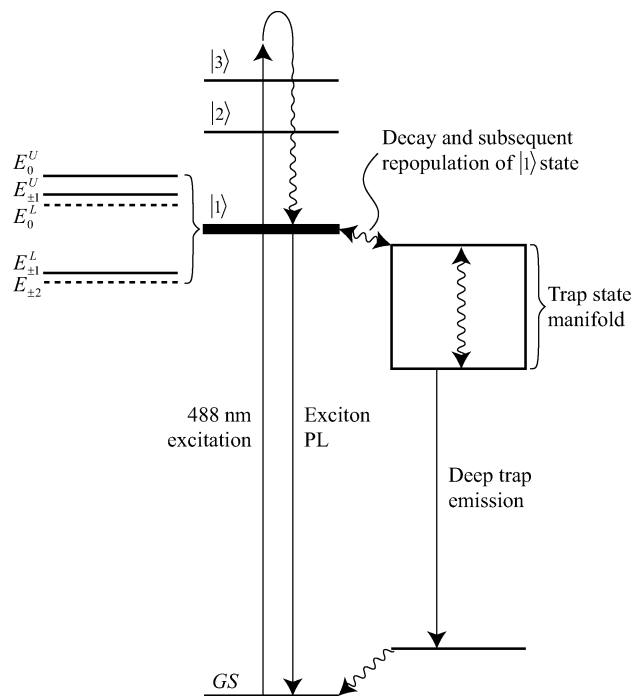 |3⟩
|2⟩
Decay and subsequent
repopulation of |1⟩ state
E_0^U
E_{±1}^U
E_0^L
|1⟩
E_{±1}^L
E_{±2}
Trap state
manifold
488 nm
excitation
Exciton
PL
Deep trap
emission
GS